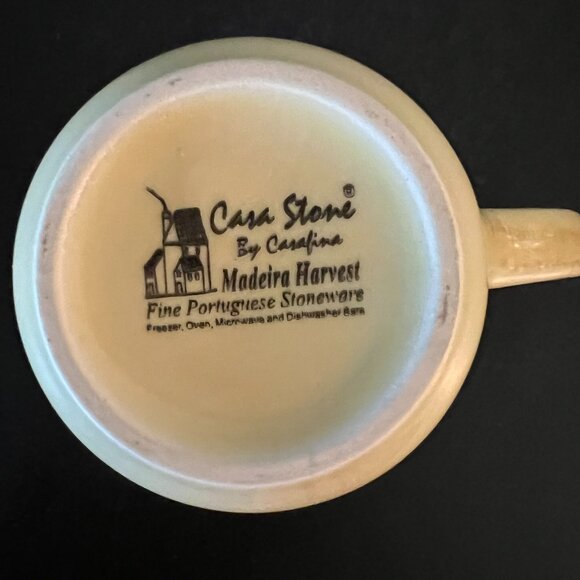 Casa Stone®
By Casafina
Madeira Harvest
Fine Portuguese Stoneware
Freezer, Oven, Microwave and Dishwasher Safe